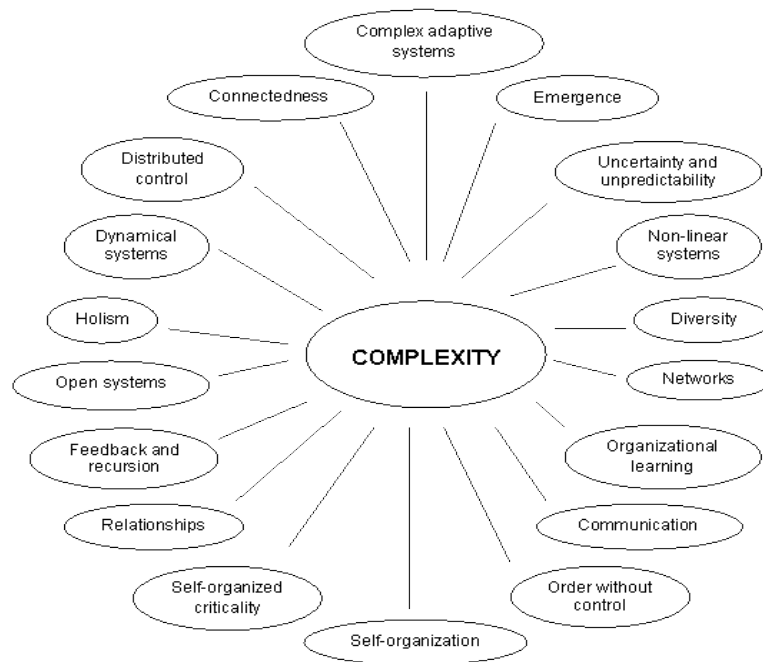 Complex adaptive
systems
Connectedness
Emergence
Distributed
control
Uncertainty and
unpredictability
Dynamical
systems
Non-linear
systems
Holism
Diversity
COMPLEXITY
Open systems
Networks
Feedback and
recursion
Organizational
learning
Relationships
Communication
Self-organized
criticality
Order without
control
Self-organization